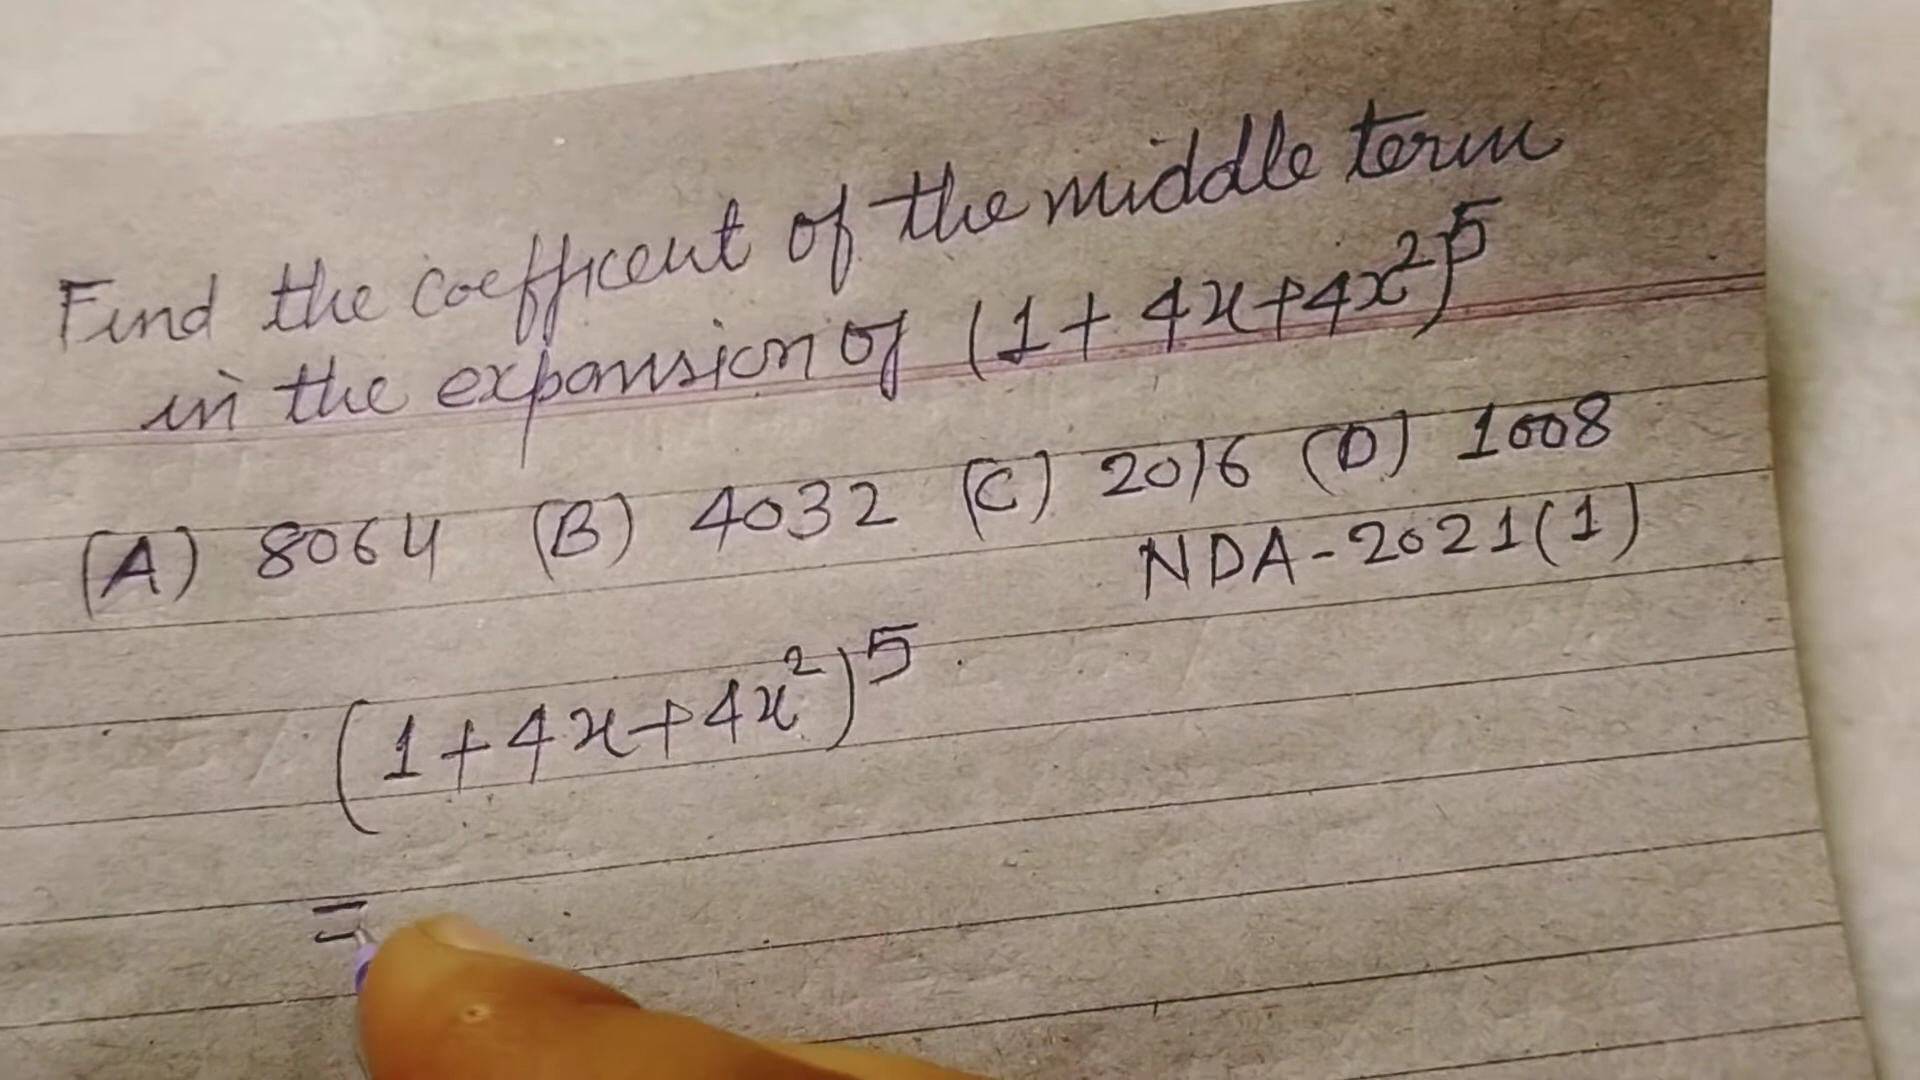 Find the coefficent of the middle term
in the expansion of (1 + 4x + 4x²)⁵
(A) 8064 (B) 4032 (C) 2016 (D) 1008
NDA-2021(1)
(1 + 4x + 4x²)⁵
=